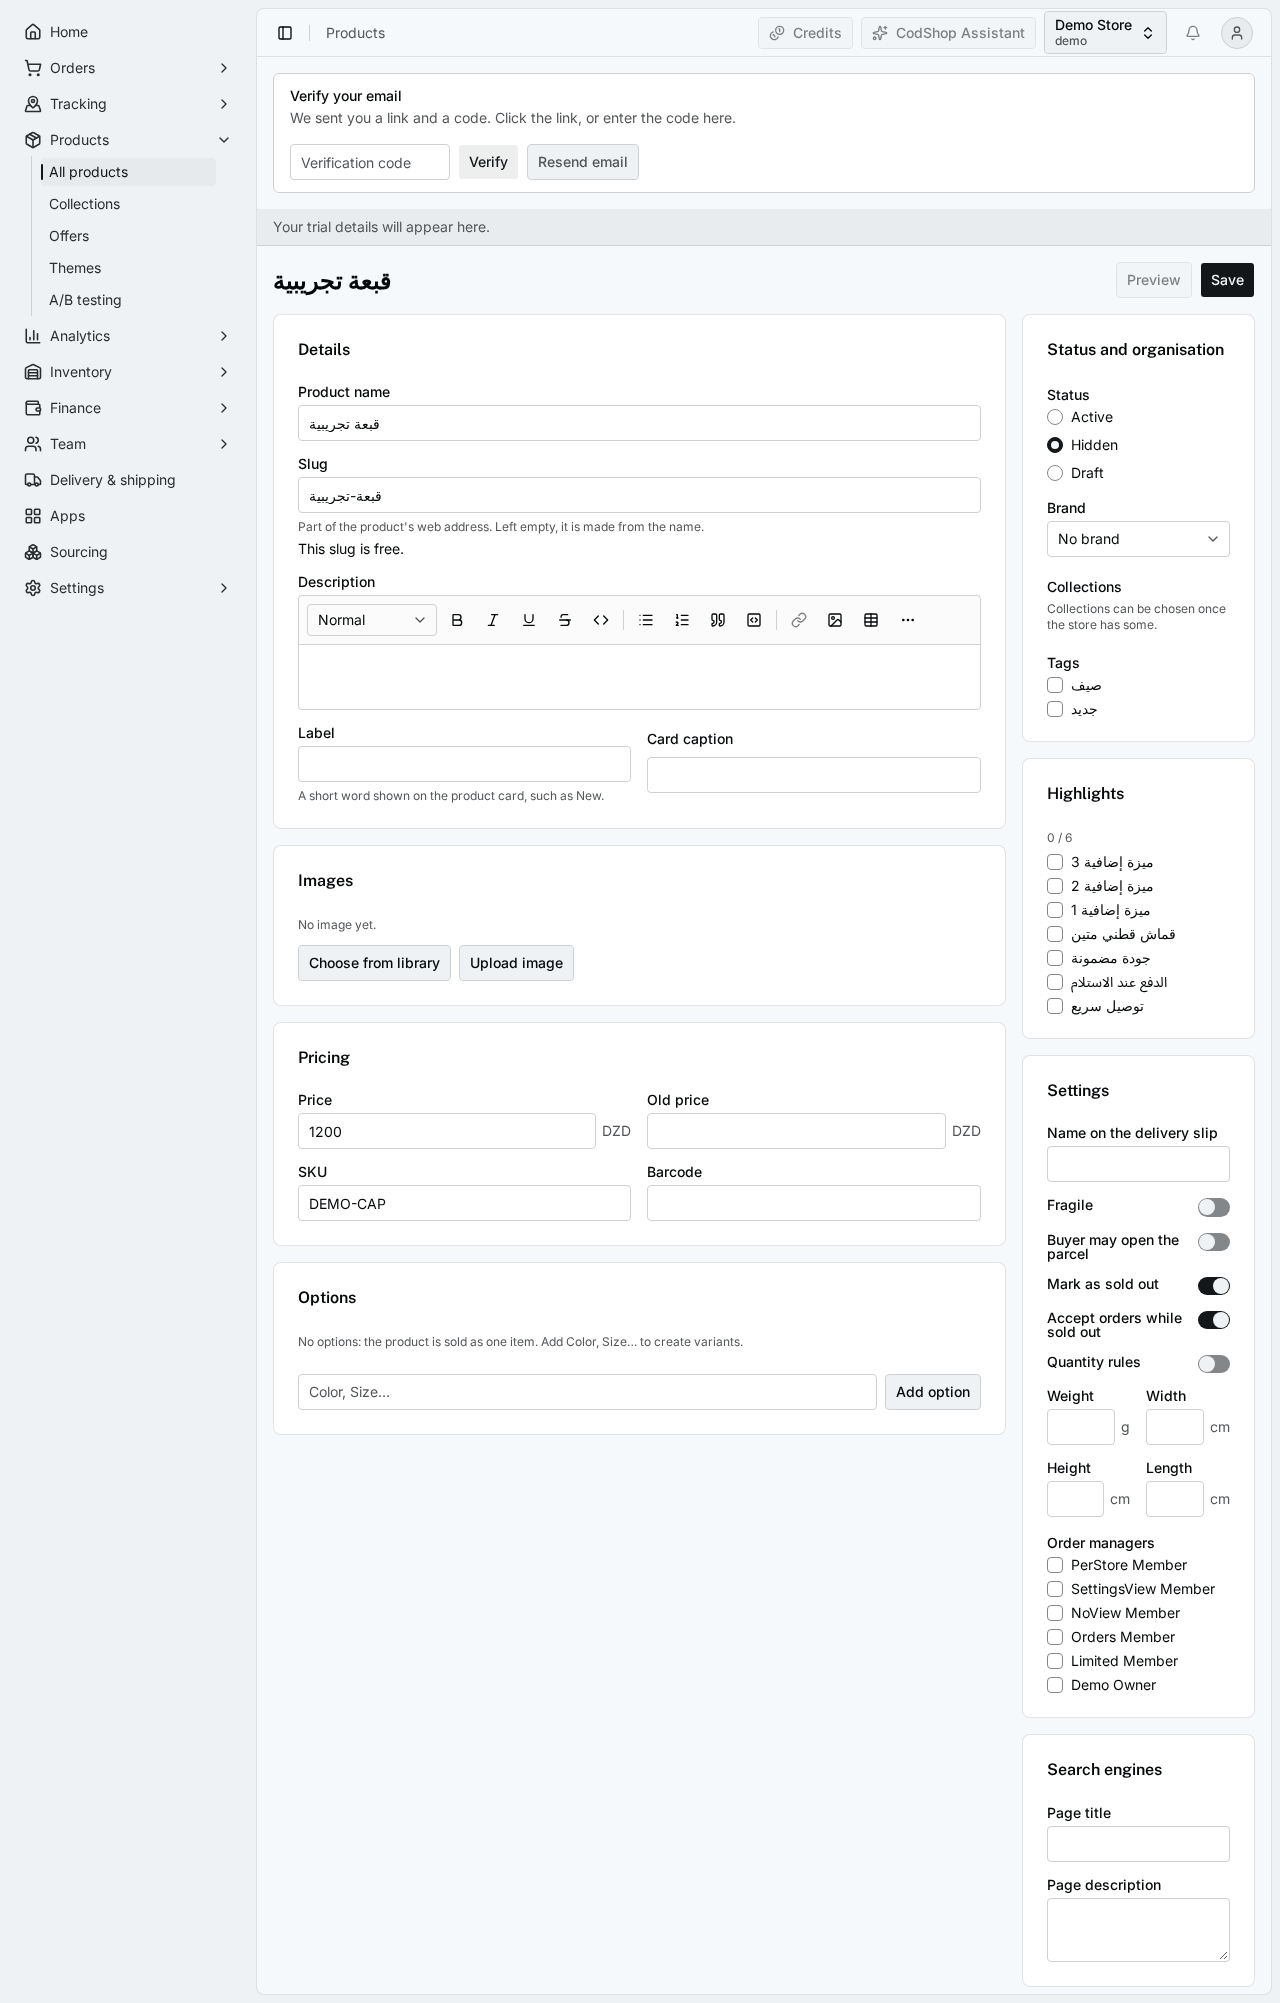 Home
Orders
Tracking
Products
All products
Collections
Offers
Themes
A/B testing
Analytics
Inventory
Finance
Team
Delivery & shipping
Apps
Sourcing
Settings
Products
Credits
CodShop Assistant
Demo Store
demo
Verify your email
We sent you a link and a code. Click the link, or enter the code here.
Verification code
Verify
Resend email
Your trial details will appear here.
قبعة تجريبية
Preview
Save
Details
Product name
قبعة تجريبية
Slug
قبعة-تجريبية
Part of the product's web address. Left empty, it is made from the name.
This slug is free.
Description
Normal
Label
A short word shown on the product card, such as New.
Card caption
Images
No image yet.
Choose from library
Upload image
Pricing
Price
1200 DZD
Old price
DZD
SKU
DEMO-CAP
Barcode
Options
No options: the product is sold as one item. Add Color, Size... to create variants.
Color, Size...
Add option
Status and organisation
Status
Active
Hidden
Draft
Brand
No brand
Collections
Collections can be chosen once
the store has some.
Tags
صيف
جديد
Highlights
0 / 6
ميزة إضافية 3
ميزة إضافية 2
ميزة إضافية 1
قماش قطني متين
جودة مضمونة
الدفع عند الاستلام
توصيل سريع
Settings
Name on the delivery slip
Fragile
Buyer may open the
parcel
Mark as sold out
Accept orders while
sold out
Quantity rules
Weight
g
Width
cm
Height
cm
Length
cm
Order managers
PerStore Member
SettingsView Member
NoView Member
Orders Member
Limited Member
Demo Owner
Search engines
Page title
Page description